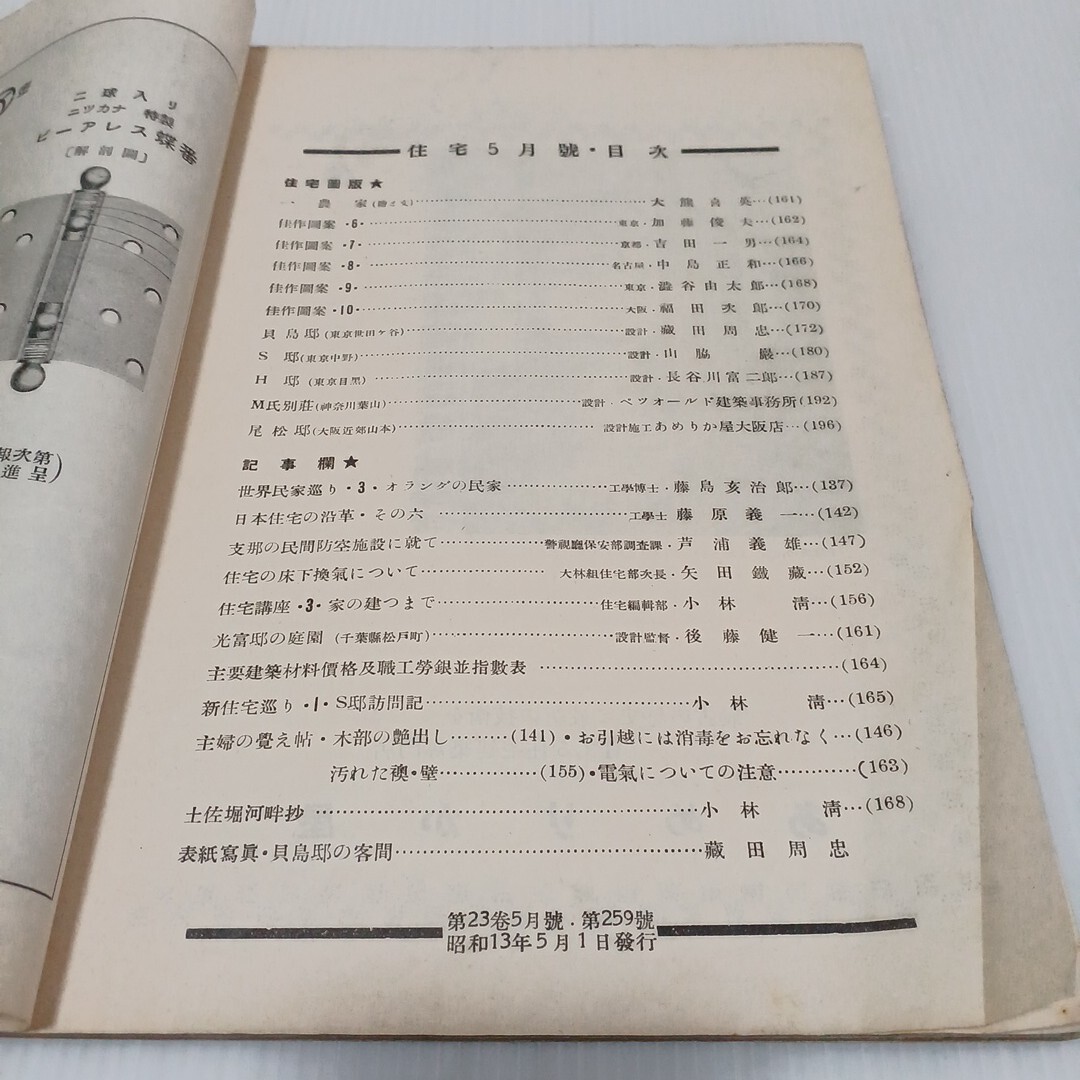 二球入り
ニツカナ 特製
ピーアレス蝶番
〔解剖圖〕
報次第
進呈)
住宅5月號・目次
住宅圖版★
一農家(繪と文)…大熊喜英…(161)
佳作圖案・6・…東京・加藤俊夫…(162)
佳作圖案・7・…京都・吉田一男…(164)
佳作圖案・8・…名古屋・中島正和…(166)
佳作圖案・9・…東京・澁谷由太郎…(168)
佳作圖案・10・…大阪・福田次郎…(170)
貝島邸(東京世田ケ谷)…設計・藏田周忠…(172)
S邸(東京中野)…設計・山脇巖…(180)
H邸(東京目黑)…設計・長谷川富二郎…(187)
M氏別莊(神奈川葉山)…設計・ペツオールド建築事務所(192)
尾松邸(大阪近郊山本)…設計施工あめりか屋大阪店…(196)
記事欄★
世界民家巡り・3・オランダの民家…工學博士・藤島亥治郎…(137)
日本住宅の沿革・その六…工學士 藤原義一…(142)
支那の民間防空施設に就て…警視廳保安部調査課・芦浦義雄…(147)
住宅の床下換氣について…大林組住宅部次長・矢田鐵藏…(152)
住宅講座・3・家の建つまで…住宅編輯部・小林淸…(156)
光富邸の庭園(千葉縣松戸町)…設計監督・後藤健一…(161)
主要建築材料價格及職工勞銀並指數表…(164)
新住宅巡り・1・S邸訪問記…小林淸…(165)
主婦の覺え帖・木部の艶出し…(141)・お引越には消毒をお忘れなく…(146)
汚れた襖・壁…(155)・電氣についての注意…(163)
土佐堀河畔抄…小林淸…(168)
表紙寫眞・貝島邸の客間…藏田周忠
第23卷5月號・第259號
昭和13年5月1日發行